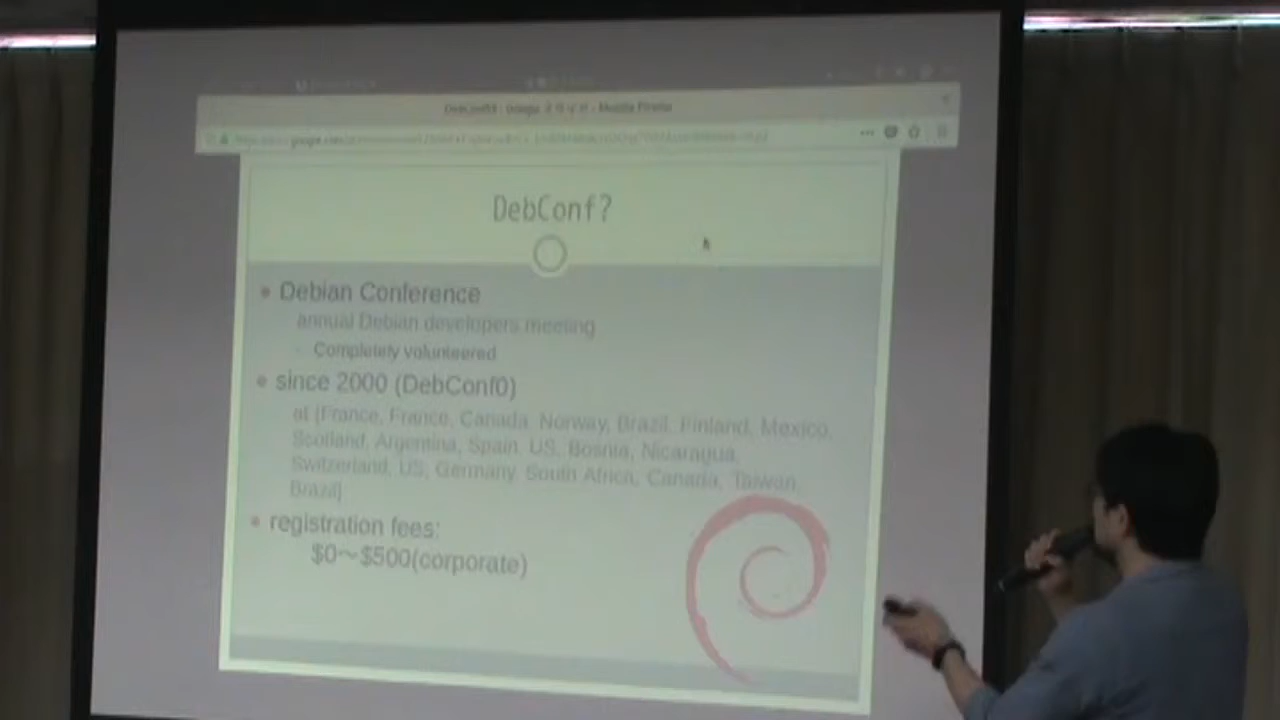 Mozilla Firefox
DebConf?
Debian Conference
annual Debian developers meeting
Completely volunteered
since 2000 (DebConf0)
at [France, France, Canada, Norway, Brazil, Finland, Mexico,
Scotland, Argentina, Spain, US, Bosnia, Nicaragua,
Switzerland, US, Germany, South Africa, Canada, Taiwan,
Brazil]
registration fees:
$0～$500(corporate)